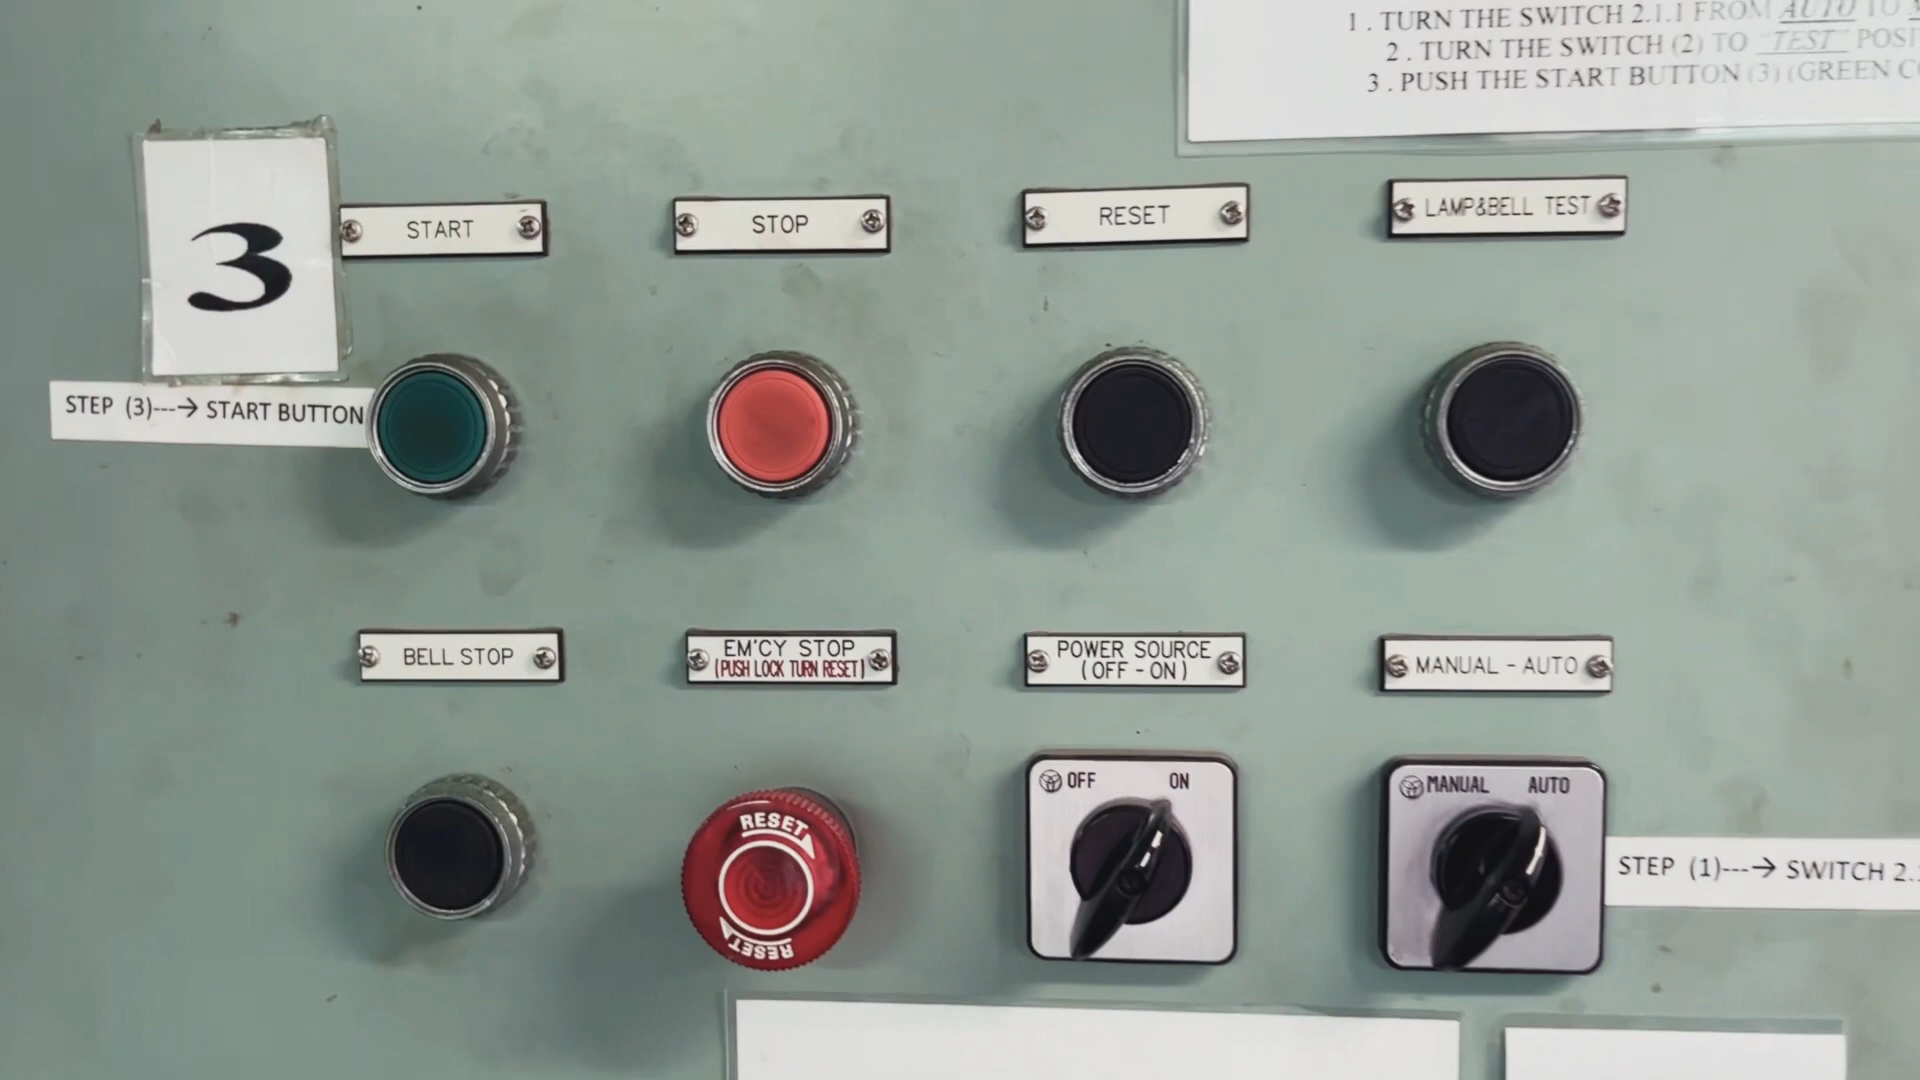 1 . TURN THE SWITCH 2.1.1 FROM AUTO TO
2 . TURN THE SWITCH (2) TO "TEST" POSI
3 . PUSH THE START BUTTON (3) (GREEN CO
3
START
STOP
RESET
LAMP&BELL TEST
STEP (3)---→ START BUTTON
BELL STOP
EM'CY STOP
(PUSH LOCK TURN RESET)
POWER SOURCE
(OFF - ON)
MANUAL - AUTO
RESET
RESET
OFF ON
MANUAL AUTO
STEP (1)---→ SWITCH 2.